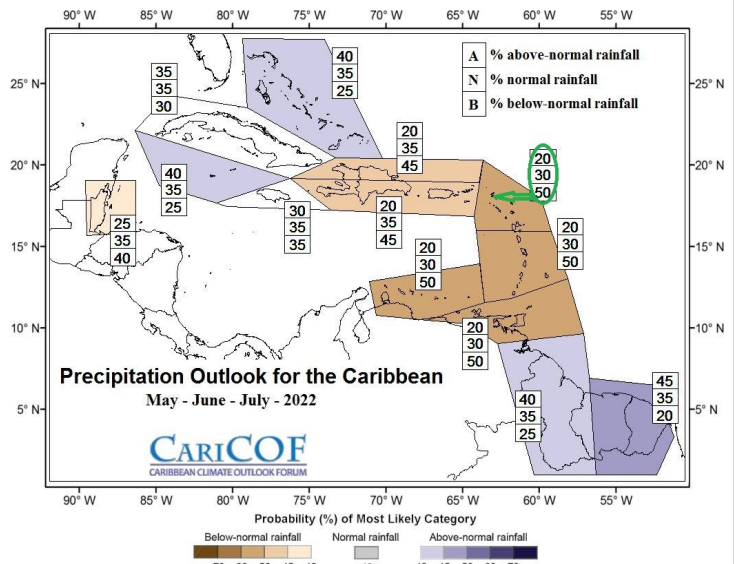 90° W 85° W 80° W 75° W 70° W 65° W 60° W 55° W
A % above-normal rainfall
N % normal rainfall
B % below-normal rainfall
40
35
25
35
35
30
25° N
25° N
20
35
45
20
30
50
20° N
20° N
40
35
25
25
35
40
30
35
35
20
35
45
20
30
50
20
30
50
15° N
15° N
20
30
50
10° N
10° N
Precipitation Outlook for the Caribbean
May - June - July - 2022
40
35
25
45
35
20
5° N
5° N
CARICOF
CARIBBEAN CLIMATE OUTLOOK FORUM
90° W 85° W 80° W 75° W 70° W 65° W 60° W 55° W
Probability (%) of Most Likely Category
Below-normal rainfall Normal rainfall Above-normal rainfall